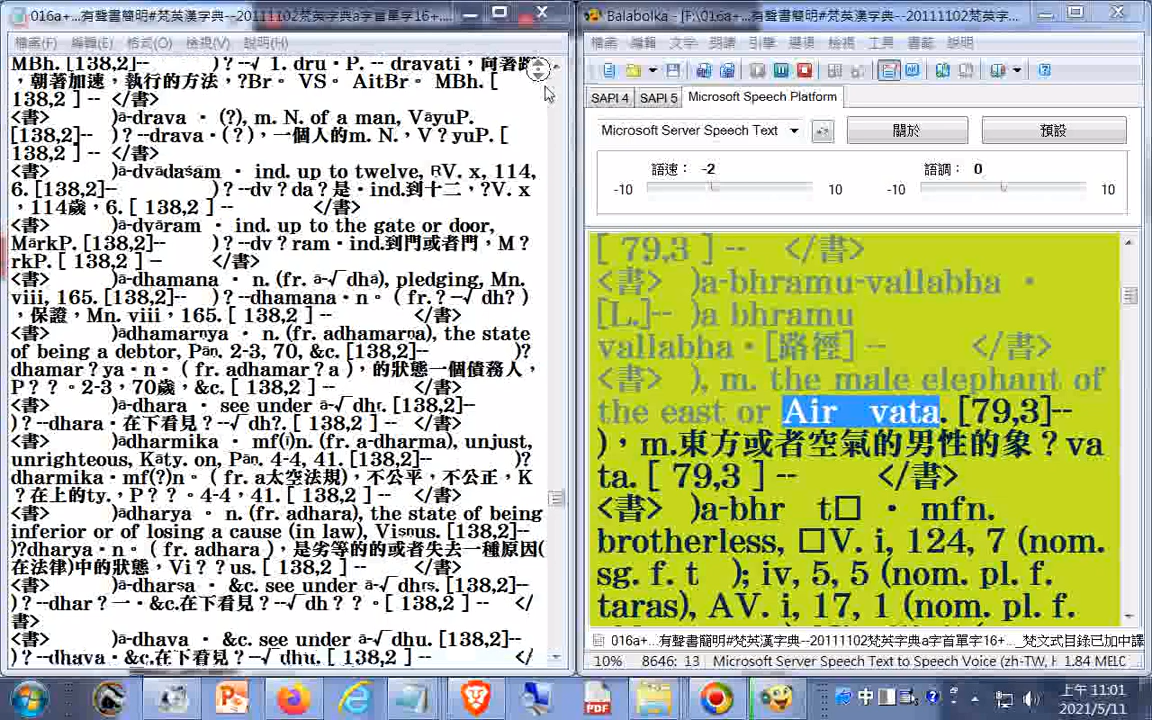 016a+...有聲書簡明#梵英漢字典--20111102梵英字典a字首單字16+...
檔案(F) 編輯(E) 格式(O) 檢視(V) 說明(H)
MBh. [138,2]-- )?--√ 1. dru‧P. -- dravati，向著跑
，朝著加速，執行的方法，?Br。 VS。 AitBr。 MBh. [
138,2 ] -- </書>
<書> )ā-drava ‧ (?), m. N. of a man, VāyuP.
[138,2]-- )?--drava‧(?)，一個人的m. N.，V?yuP. [
138,2 ] -- </書>
<書> )ā-dvādaśam ‧ ind. up to twelve, RV. x, 114,
6. [138,2]-- )?--dv?da?是‧ind.到十二，?V. x
，114歲，6. [ 138,2 ] -- </書>
<書> )ā-dvāram ‧ ind. up to the gate or door,
MārkP. [138,2]-- )?--dv?ram‧ind.到門或者門，M?
rkP. [ 138,2 ] -- </書>
<書> )ā-dhamana ‧ n. (fr. ā-√dhā), pledging, Mn.
viii, 165. [138,2]-- )?--dhamana‧n。(fr.?-√dh?)
，保證，Mn. viii，165. [ 138,2 ] -- </書>
<書> )ādhamarṇya ‧ n. (fr. adhamarṇa), the state
of being a debtor, Pāṇ. 2-3, 70, &c. [138,2]-- )?
dhamar?ya‧n‧(fr. adhamar?a)，的狀態一個債務人，
P??。2-3，70歲，&c. [ 138,2 ] -- </書>
<書> )ā-dhara ‧ see under ā-√dhṛ. [138,2]--
)?--dhara‧在下看見?--√dh?. [ 138,2 ] -- </書>
<書> )ādharmika ‧ mf(ī)n. (fr. a-dharma), unjust,
unrighteous, Kāty. on, Pāṇ. 4-4, 41. [138,2]-- )?
dharmika‧mf(?)n。(fr. a太空法規)，不公平，不公正，K
?在上的ty.，P??。4-4，41. [ 138,2 ] -- </書>
<書> )ādharya ‧ n. (fr. adhara), the state of being
inferior or of losing a cause (in law), Viṣṇus. [138,2]--
)?dharya‧n。(fr. adhara)，是劣等的的或者失去一種原因(
在法律)中的狀態，Vi??us. [ 138,2 ] -- </書>
<書> )ā-dharṣa ‧ &c. see under ā-√dhṛṣ. [138,2]--
)?--dhar?一‧&c.在下看見?--√dh??。[ 138,2 ] -- </
書>
<書> )ā-dhava ‧ &c. see under ā-√dhu. [138,2]--
)?--dhava‧&c.在下看見?--√dhu. [ 138,2 ] -- </
Balabolka - [F:\016a+...有聲書簡明#梵英漢字典--20111102梵英字...
檔案 編輯 文字 朗讀 引擎 選項 檢視 工具 書籤 說明
SAPI 4 SAPI 5 Microsoft Speech Platform
Microsoft Server Speech Text 關於 預設
語速： -2 語調： 0
-10 10 -10 10
[ 79,3 ] -- </書>
<書> )a-bhramu-vallabha ‧
[L.]-- )a bhramu
vallabha‧[路徑] -- </書>
<書> ), m. the male elephant of
the east or Air vata. [79,3]--
)，m.東方或者空氣的男性的象？va
ta. [ 79,3 ] -- </書>
<書> )a-bhr t□ ‧ mfn.
brotherless, □V. i, 124, 7 (nom.
sg. f. t ); iv, 5, 5 (nom. pl. f.
taras), AV. i, 17, 1 (nom. pl. f.
016a+...有聲書簡明#梵英漢字典--20111102梵英字典a字首單字16+..._梵文式目錄已加中譯
10% 8646: 13 Microsoft Server Speech Text to Speech Voice (zh-TW, H 1.84 MELC
中
上午 11:01
2021/5/11